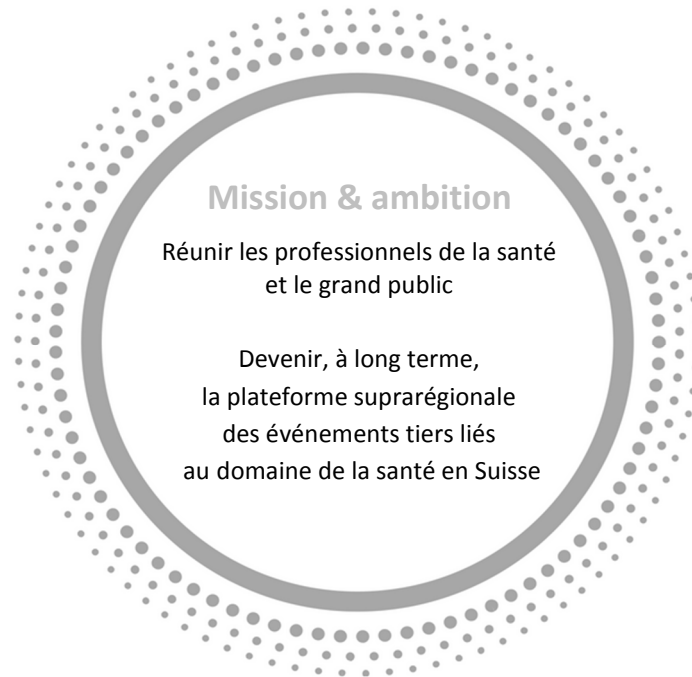 Mission & ambition
Réunir les professionnels de la santé
et le grand public
Devenir, à long terme,
la plateforme suprarégionale
des événements tiers liés
au domaine de la santé en Suisse